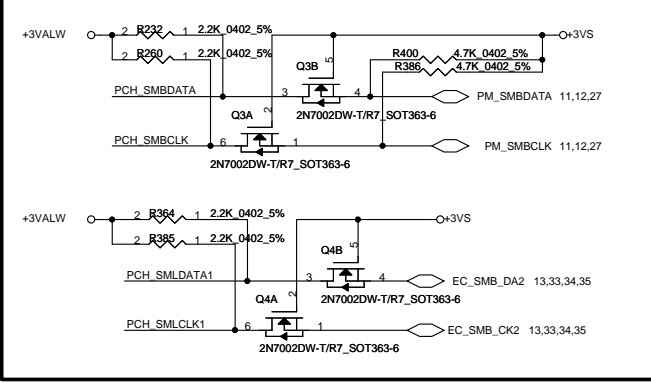 +3VALW 2 R232 1 2.2K_0402_5% +3VS
2 R260 1 2.2K_0402_5% Q3B 5 R400 4.7K_0402_5%
R386 4.7K_0402_5%
PCH_SMBDATA 3 4 PM_SMBDATA 11,12,27
Q3A 2 2N7002DW-T/R7_SOT363-6
PCH_SMBCLK 6 1 PM_SMBCLK 11,12,27
2N7002DW-T/R7_SOT363-6
+3VALW 2 R364 1 2.2K_0402_5% +3VS
2 R385 1 2.2K_0402_5% Q4B 5
PCH_SMLDATA1 3 4 EC_SMB_DA2 13,33,34,35
Q4A 2 2N7002DW-T/R7_SOT363-6
PCH_SMLCLK1 6 1 EC_SMB_CK2 13,33,34,35
2N7002DW-T/R7_SOT363-6